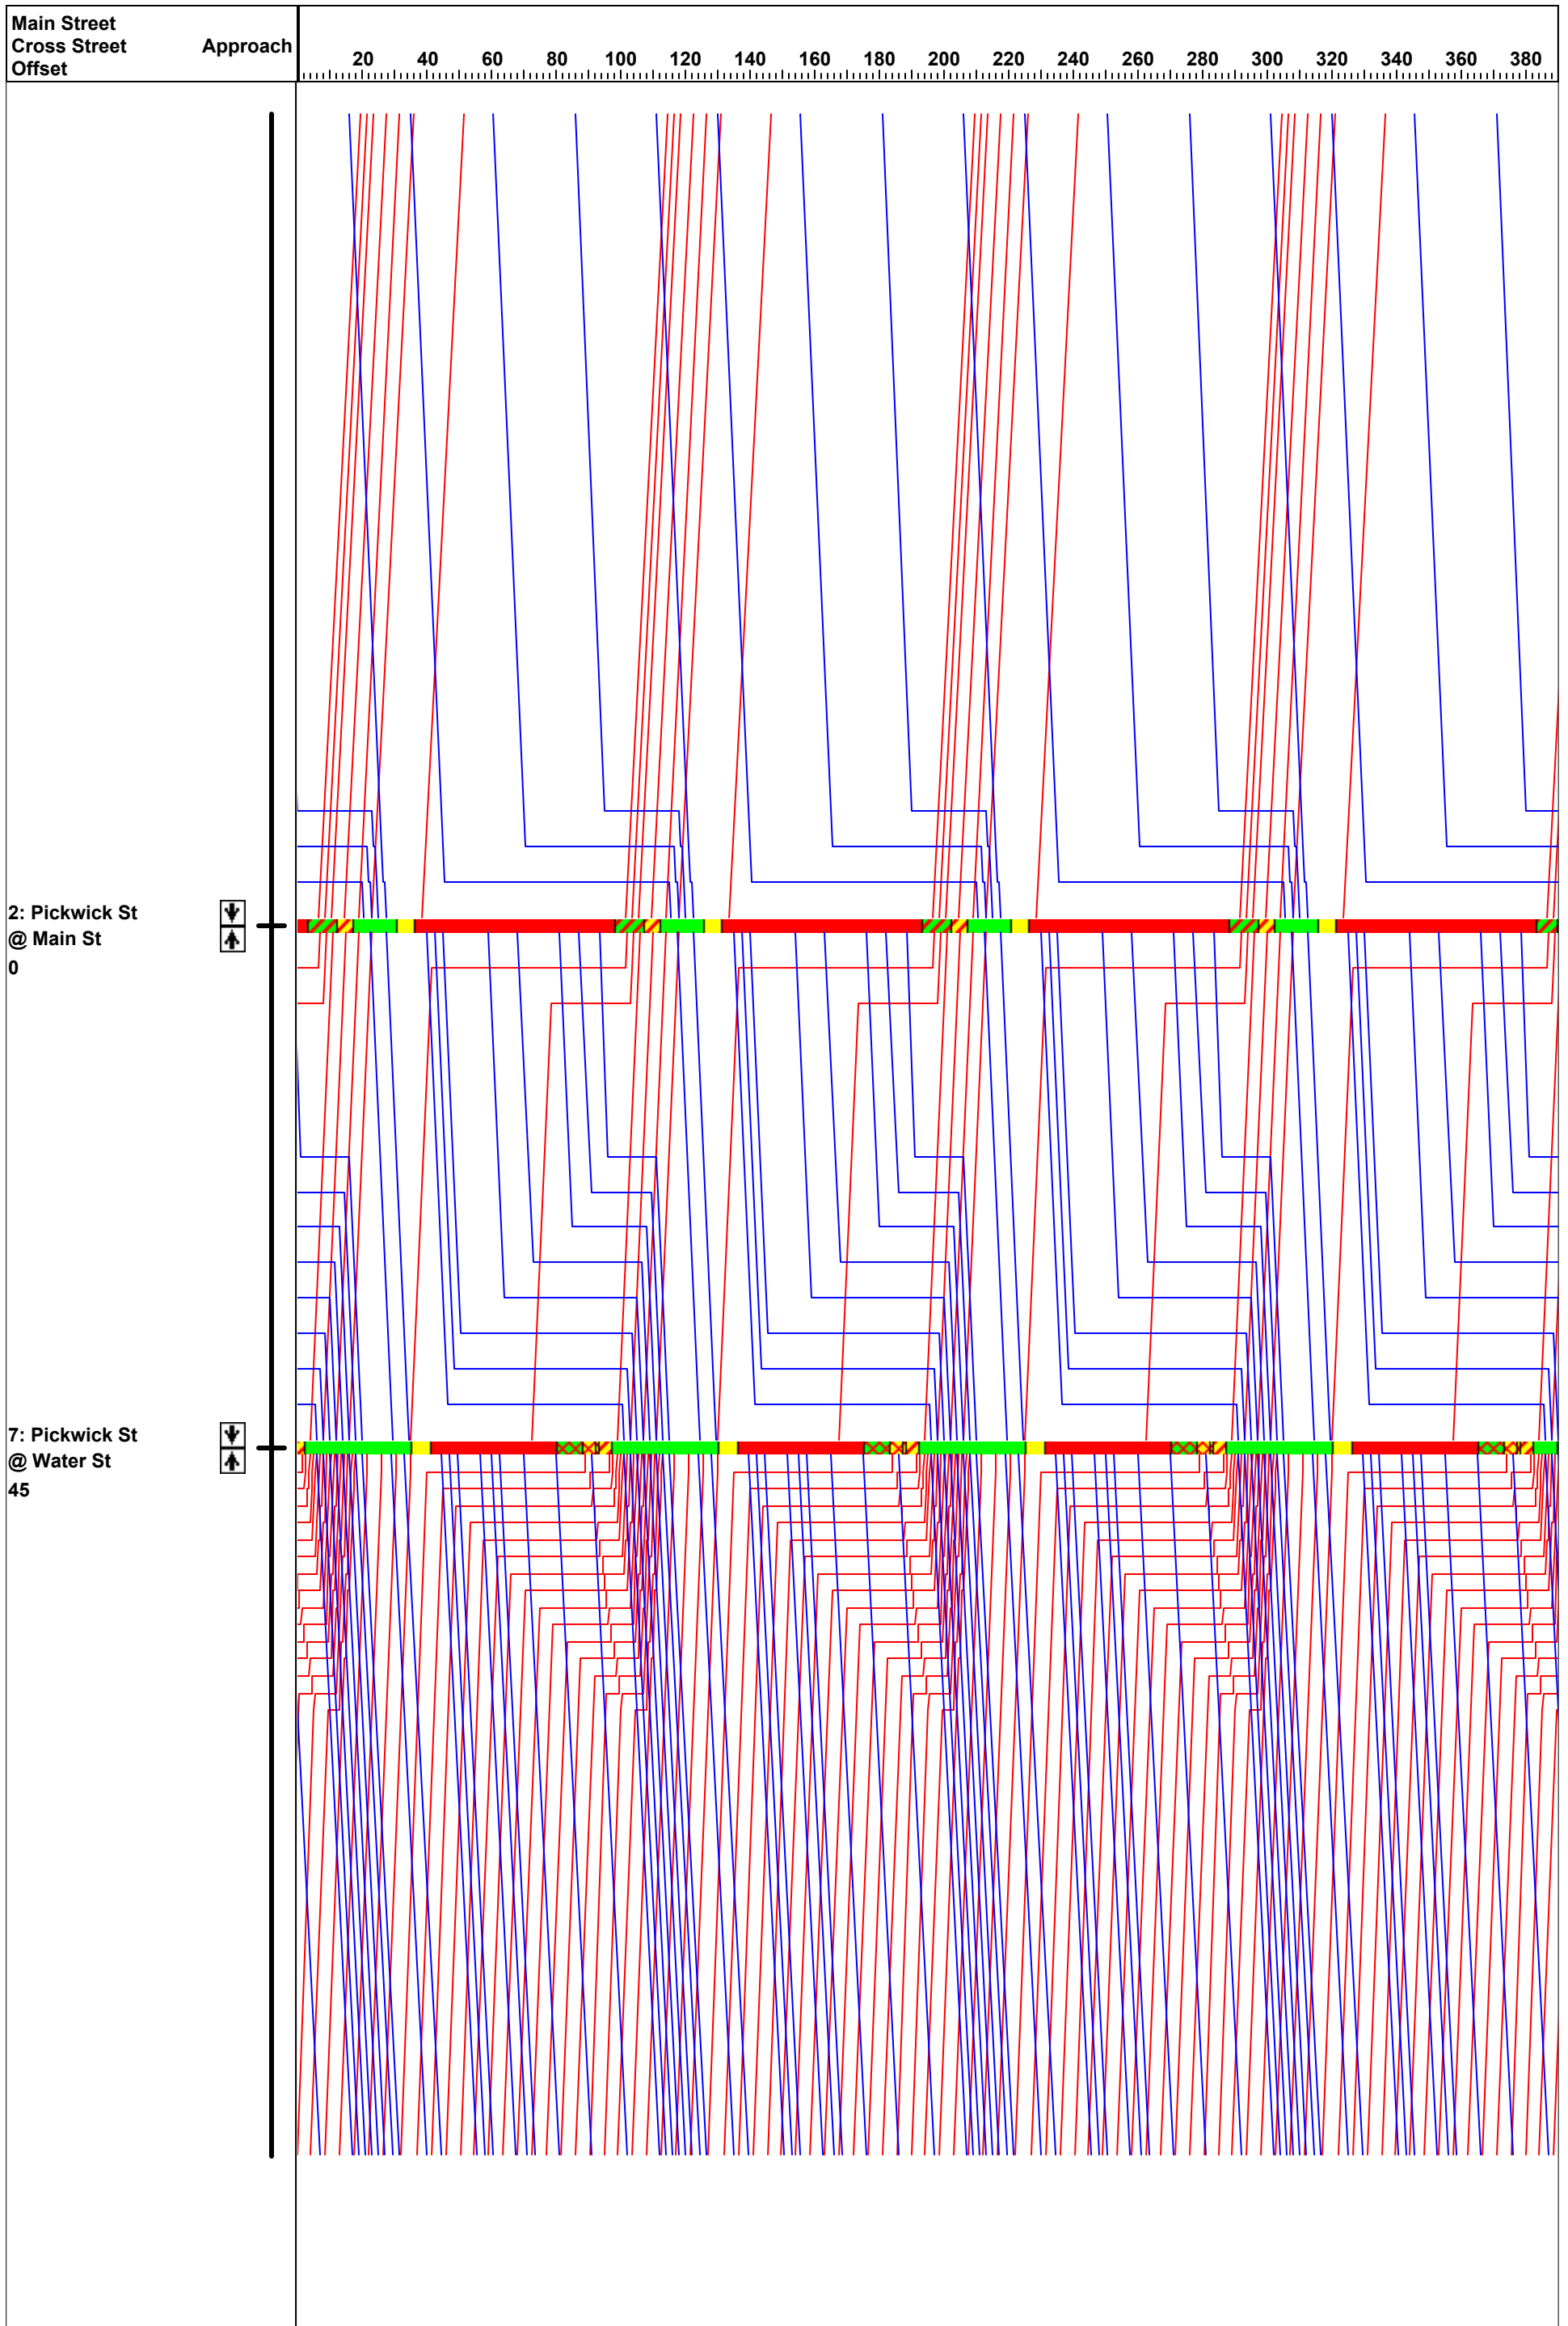 Main Street
Cross Street Approach
Offset
20 40 60 80 100 120 140 160 180 200 220 240 260 280 300 320 340 360 380
2: Pickwick St
@ Main St
0
7: Pickwick St
@ Water St
45